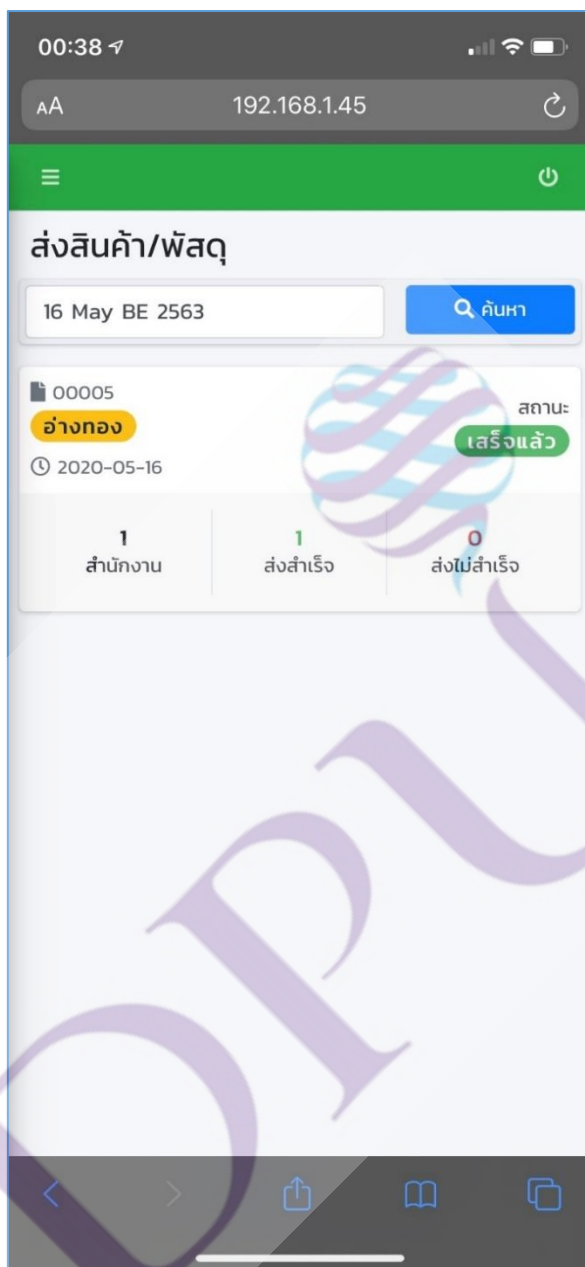 00:38
AA 192.168.1.45
ส่งสินค้า/พัสดุ
16 May BE 2563 ค้นหา
00005
สถานะ
อ่างทอง
เสร็จแล้ว
2020-05-16
1 1 0
สำนักงาน ส่งสำเร็จ ส่งไม่สำเร็จ
DPU